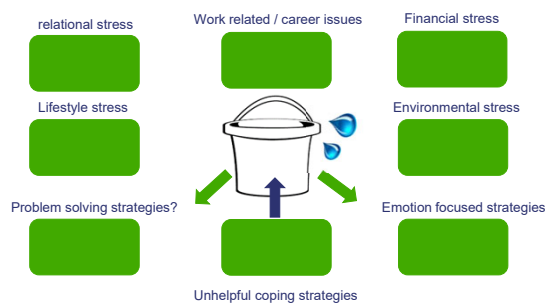 relational stress
Work related / career issues
Financial stress
Lifestyle stress
Environmental stress
Problem solving strategies?
Emotion focused strategies
Unhelpful coping strategies